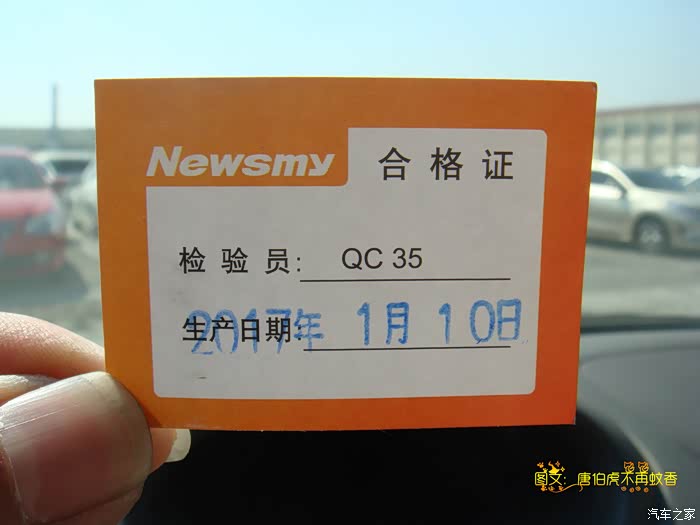 Newsmy 合格证
检验员: QC 35
生产日期: 2017年 1月 10日
图文: 唐伯虎不再蚊香
汽车之家